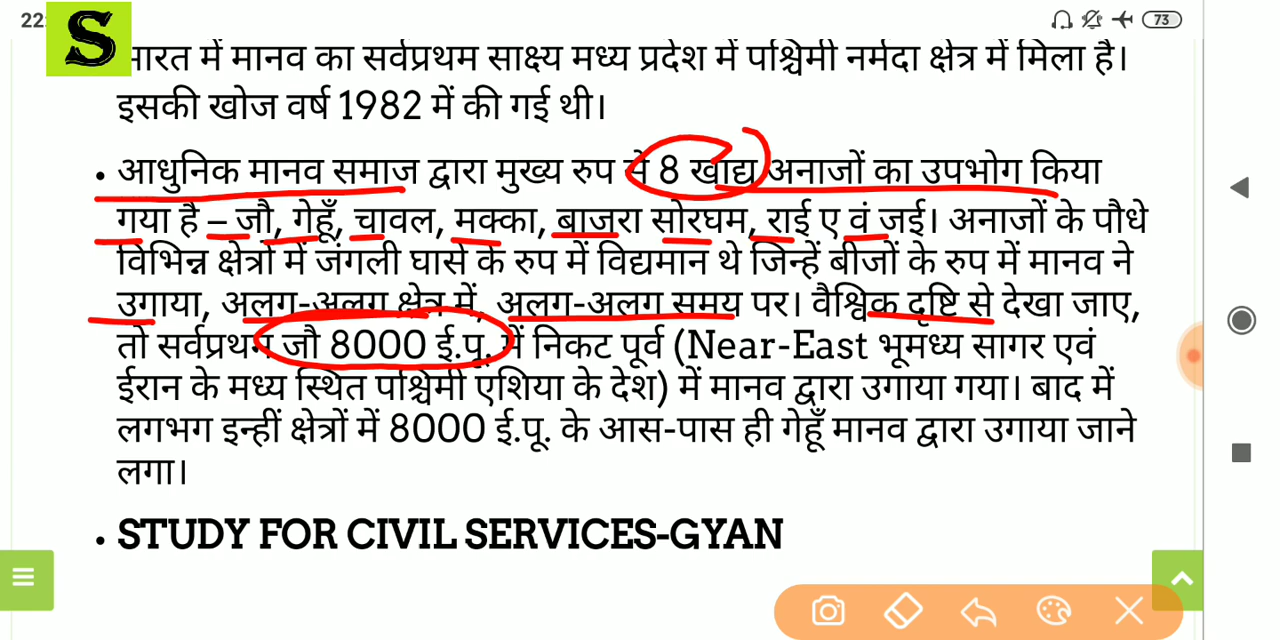 22:
S
भारत में मानव का सर्वप्रथम साक्ष्य मध्य प्रदेश में पश्चिमी नर्मदा क्षेत्र में मिला है।
इसकी खोज वर्ष 1982 में की गई थी।
• आधुनिक मानव समाज द्वारा मुख्य रुप से 8 खाद्य अनाजों का उपभोग किया
गया है – जौ, गेहूँ, चावल, मक्का, बाजरा सोरघम, राई ए वं जई। अनाजों के पौधे
विभिन्न क्षेत्रों में जंगली घासे के रुप में विद्यमान थे जिन्हें बीजों के रुप में मानव ने
उगाया, अलग-अलग क्षेत्र में, अलग-अलग समय पर। वैश्विक दृष्टि से देखा जाए,
तो सर्वप्रथम जौ 8000 ई.पू. में निकट पूर्व (Near-East भूमध्य सागर एवं
ईरान के मध्य स्थित पश्चिमी एशिया के देश) में मानव द्वारा उगाया गया। बाद में
लगभग इन्हीं क्षेत्रों में 8000 ई.पू. के आस-पास ही गेहूँ मानव द्वारा उगाया जाने
लगा।
• STUDY FOR CIVIL SERVICES-GYAN
73